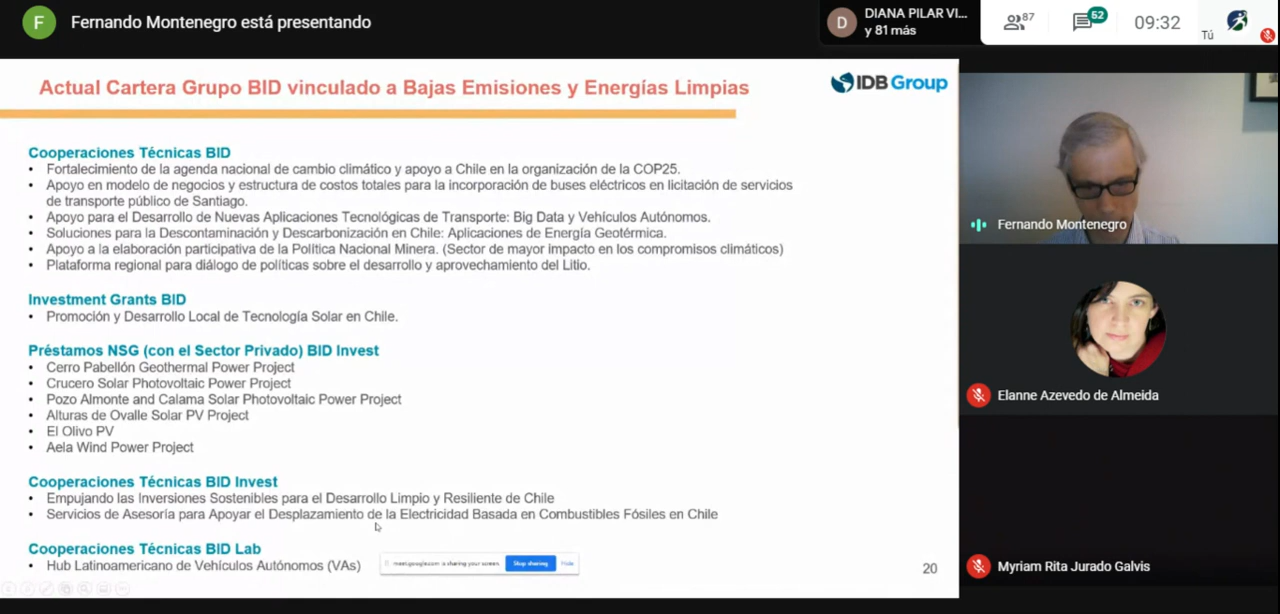 F Fernando Montenegro está presentando
D DIANA PILAR VI...
y 81 más
87
52
09:32
Tú
Actual Cartera Grupo BID vinculado a Bajas Emisiones y Energías Limpias
IDB Group
Cooperaciones Técnicas BID
• Fortalecimiento de la agenda nacional de cambio climático y apoyo a Chile en la organización de la COP25.
• Apoyo en modelo de negocios y estructura de costos totales para la incorporación de buses eléctricos en licitación de servicios
de transporte público de Santiago.
• Apoyo para el Desarrollo de Nuevas Aplicaciones Tecnológicas de Transporte: Big Data y Vehículos Autónomos.
• Soluciones para la Descontaminación y Descarbonización en Chile: Aplicaciones de Energía Geotérmica.
• Apoyo a la elaboración participativa de la Política Nacional Minera. (Sector de mayor impacto en los compromisos climáticos)
• Plataforma regional para diálogo de políticas sobre el desarrollo y aprovechamiento del Litio.
Investment Grants BID
• Promoción y Desarrollo Local de Tecnología Solar en Chile.
Préstamos NSG (con el Sector Privado) BID Invest
• Cerro Pabellón Geothermal Power Project
• Crucero Solar Photovoltaic Power Project
• Pozo Almonte and Calama Solar Photovoltaic Power Project
• Alturas de Ovalle Solar PV Project
• El Olivo PV
• Aela Wind Power Project
Cooperaciones Técnicas BID Invest
• Empujando las Inversiones Sostenibles para el Desarrollo Limpio y Resiliente de Chile
• Servicios de Asesoría para Apoyar el Desplazamiento de la Electricidad Basada en Combustibles Fósiles en Chile
Cooperaciones Técnicas BID Lab
• Hub Latinoamericano de Vehículos Autónomos (VAs)
meet.google.com is sharing your screen. Stop sharing Hide
20
Fernando Montenegro
Elanne Azevedo de Almeida
Myriam Rita Jurado Galvis